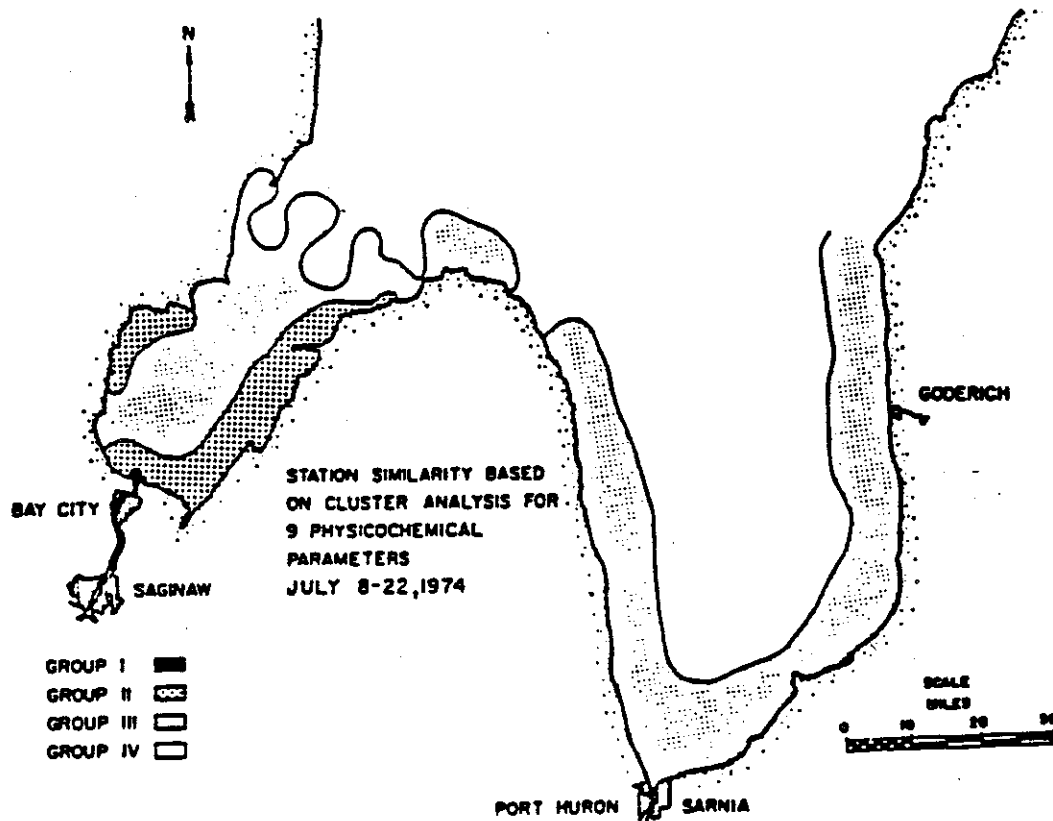 N
GODERICH
STATION SIMILARITY BASED
ON CLUSTER ANALYSIS FOR
9 PHYSICOCHEMICAL
PARAMETERS
JULY 8-22, 1974
BAY CITY
SAGINAW
GROUP I
GROUP II
GROUP III
GROUP IV
SCALE
MILES
0 10 20 30
PORT HURON
SARNIA